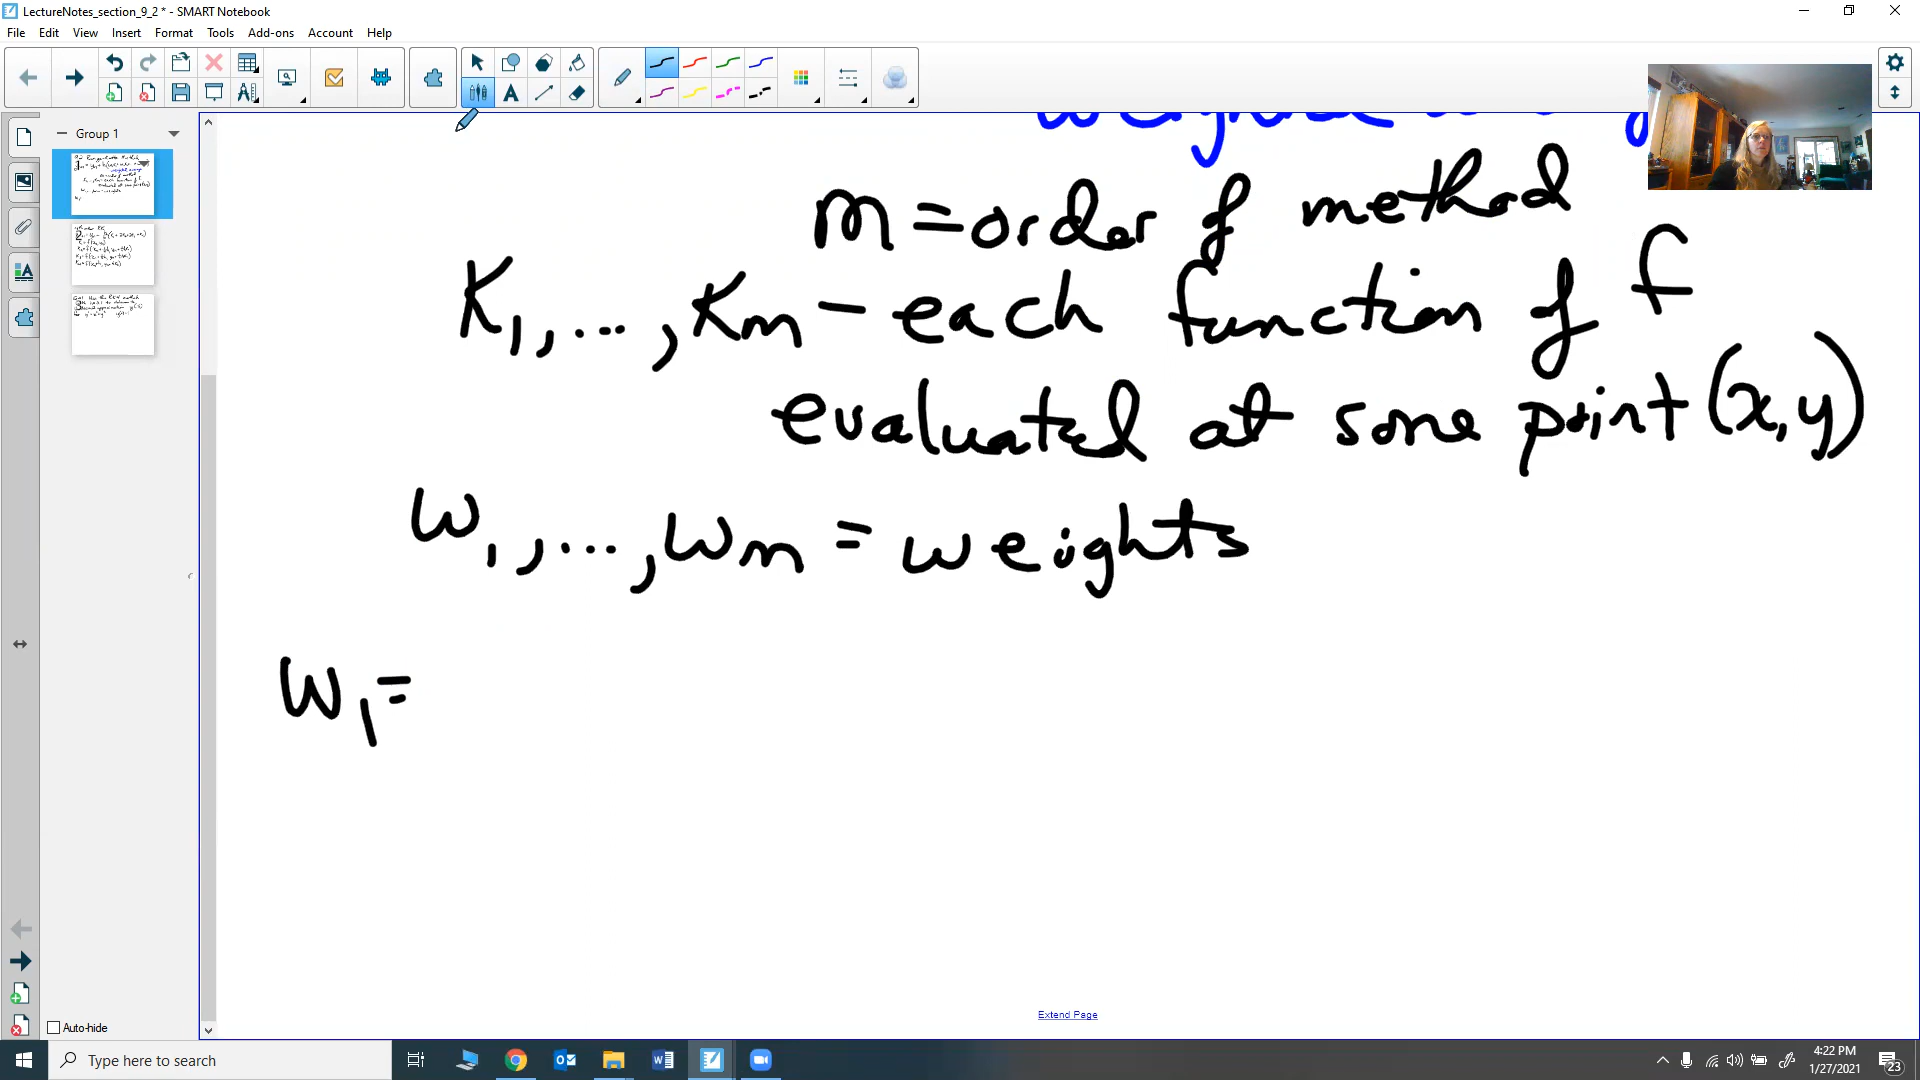 LectureNotes_section_9_2 * - SMART Notebook
File Edit View Insert Format Tools Add-ons Account Help
Group 1
m = order of method
K1, ..., Km - each function of f
evaluated at some point (x, y)
w1, ..., wm = weights
w1 =
Extend Page
Auto-hide
Type here to search
4:22 PM
1/27/2021
23